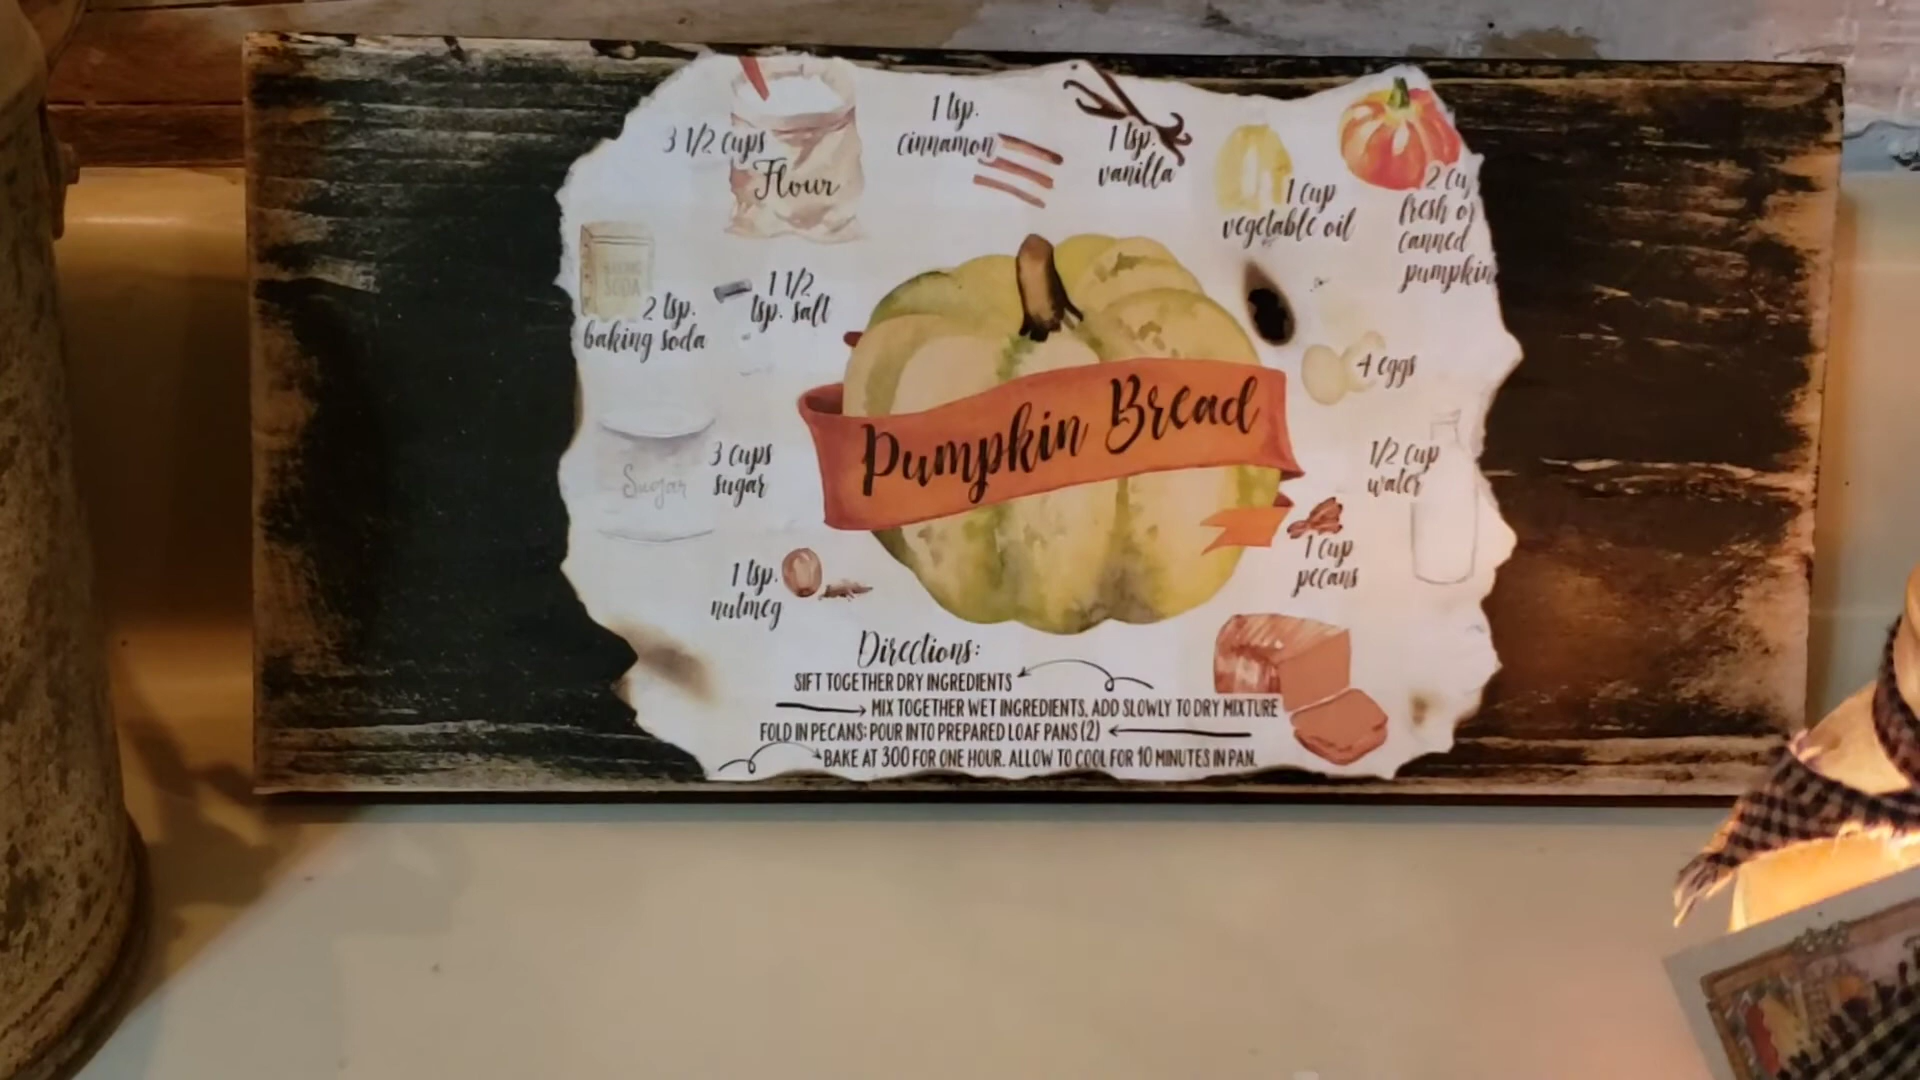 3 1/2 cups
Flour
1 tsp.
cinnamon
1 tsp.
vanilla
1 cup
vegetable oil
2 cu
fresh or
canned
pumpkin
BAKING
SODA
2 tsp.
baking soda
1 1/2
tsp. salt
4 eggs
Pumpkin Bread
Sugar
3 cups
sugar
1/2 cup
water
1 cup
pecans
1 tsp.
nutmeg
Directions:
SIFT TOGETHER DRY INGREDIENTS
MIX TOGETHER WET INGREDIENTS, ADD SLOWLY TO DRY MIXTURE
FOLD IN PECANS; POUR INTO PREPARED LOAF PANS (2)
BAKE AT 300 FOR ONE HOUR. ALLOW TO COOL FOR 10 MINUTES IN PAN.